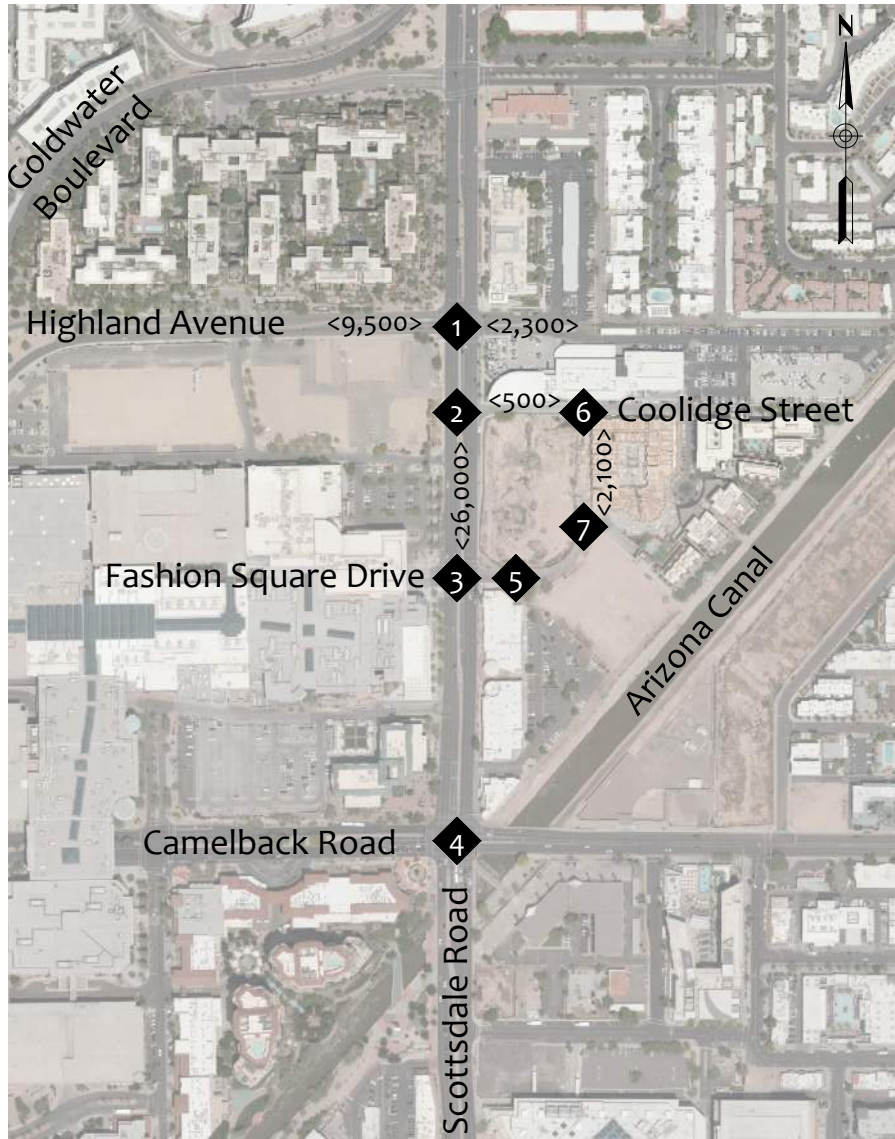 N
Goldwater
Boulevard
Highland Avenue
<9,500>
1
<2,300>
2
<500>
6
Coolidge Street
<26,000>
<2,100>
7
Fashion Square Drive
3
5
Arizona Canal
Camelback Road
4
Scottsdale Road